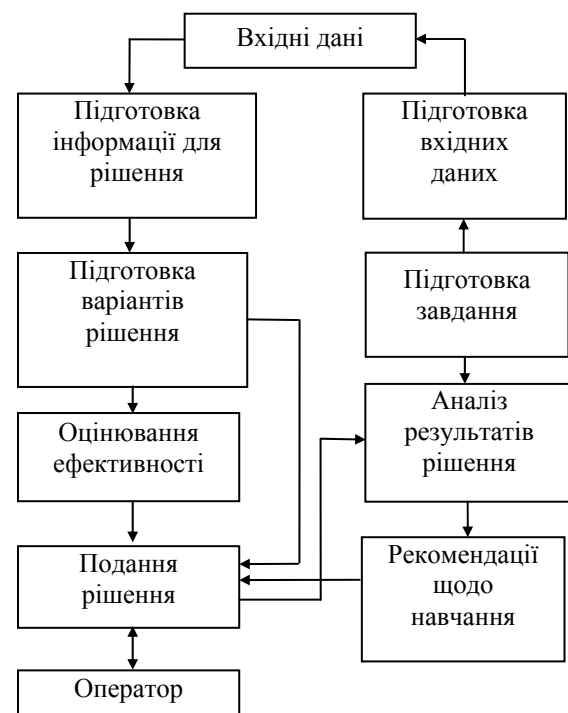 Вхідні дані
Підготовка
інформації для
рішення
Підготовка
вхідних
даних
Підготовка
варіантів
рішення
Підготовка
завдання
Оцінювання
ефективності
Аналіз
результатів
рішення
Подання
рішення
Рекомендації
щодо
навчання
Оператор